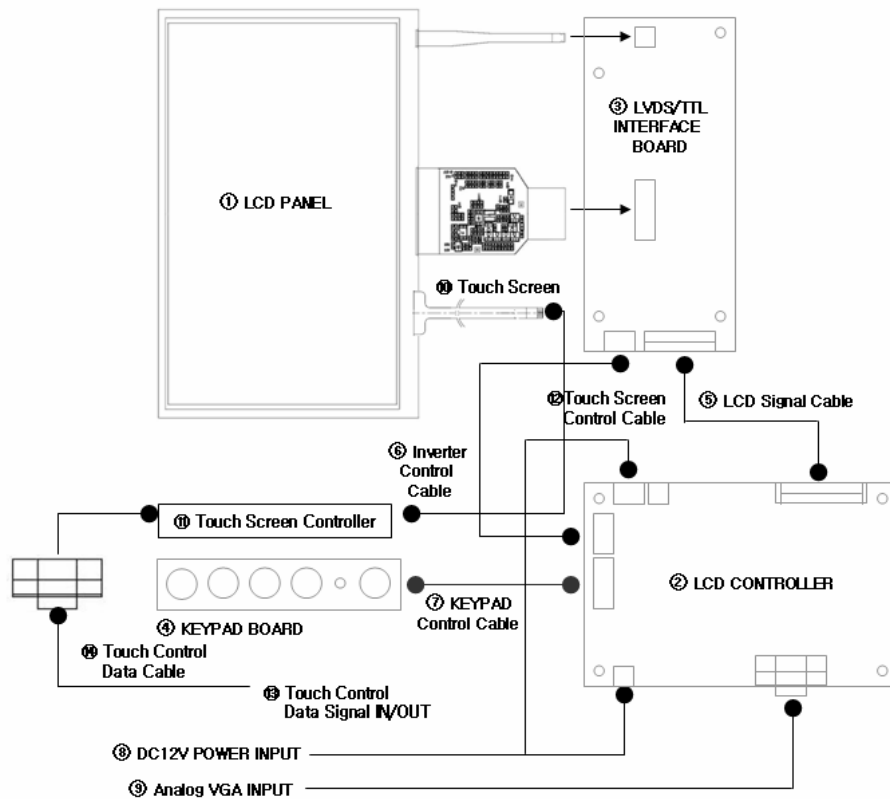 ③ LVDS/TTL
INTERFACE
BOARD
① LCD PANEL
⑩ Touch Screen
⑫Touch Screen
Control Cable
⑤ LCD Signal Cable
⑥ Inverter
Control
Cable
⑪ Touch Screen Controller
② LCD CONTROLLER
⑦ KEYPAD
Control Cable
④ KEYPAD BOARD
⑭ Touch Control
Data Cable
⑬ Touch Control
Data Signal IN/OUT
⑧ DC12V POWER INPUT
⑨ Analog VGA INPUT